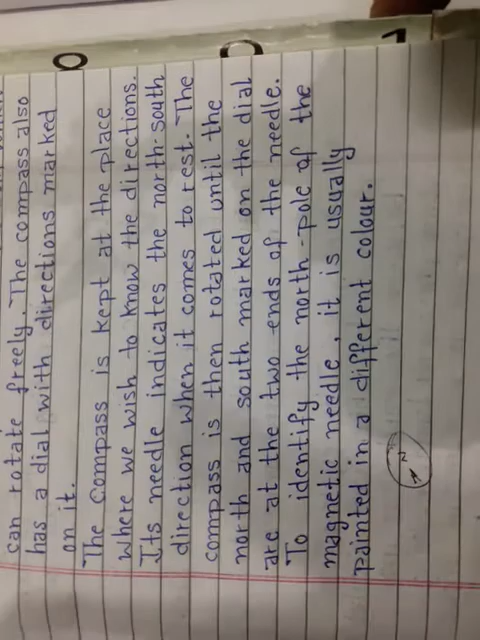 can rotate freely. The compass also
has a dial with directions marked
on it.
The compass is kept at the place
where we wish to know the directions.
Its needle indicates the north-south
direction when it comes to rest. The
compass is then rotated until the
north and south marked on the dial
are at the two ends of the needle.
To identify the north-pole of the
magnetic needle, it is usually
painted in a different colour.
N